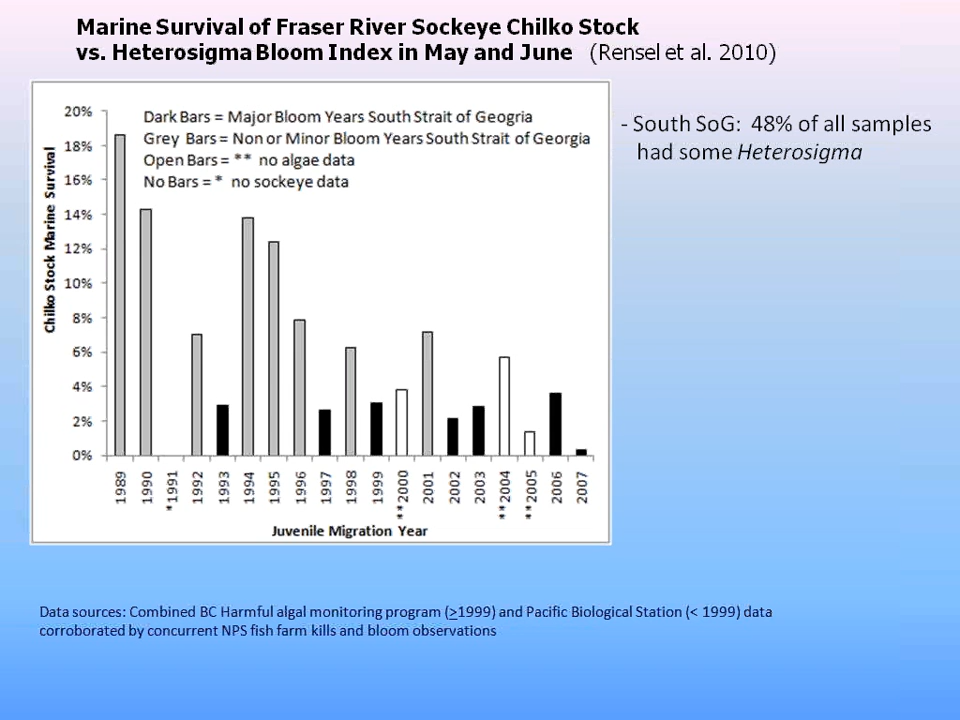 Marine Survival of Fraser River Sockeye Chilko Stock
vs. Heterosigma Bloom Index in May and June (Rensel et al. 2010)
Dark Bars = Major Bloom Years South Strait of Geogria
Grey Bars = Non or Minor Bloom Years South Strait of Georgia
Open Bars = ** no algae data
No Bars = * no sockeye data
Chilko Stock Marine Survival
20%
18%
16%
14%
12%
10%
8%
6%
4%
2%
0%
1989
1990
*1991
1992
1993
1994
1995
1996
1997
1998
1999
**2000
2001
2002
2003
**2004
**2005
2006
2007
Juvenile Migration Year
- South SoG: 48% of all samples
had some Heterosigma
Data sources: Combined BC Harmful algal monitoring program (>1999) and Pacific Biological Station (< 1999) data
corroborated by concurrent NPS fish farm kills and bloom observations